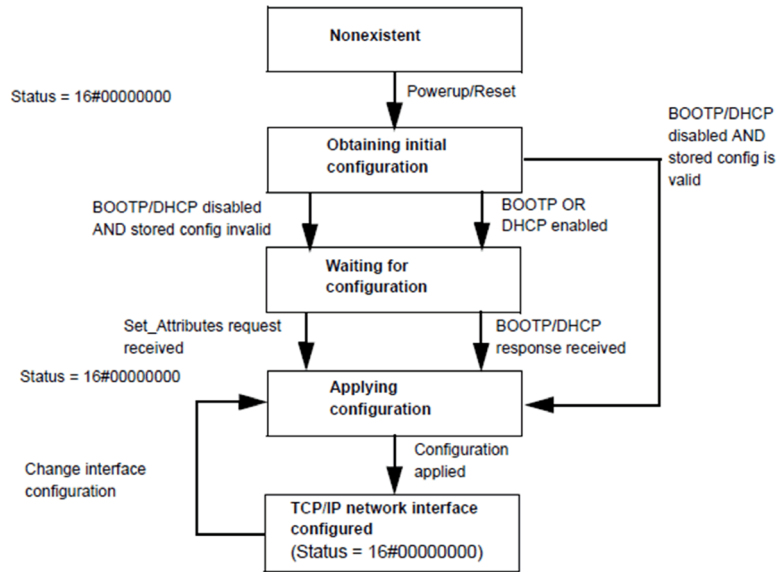 Nonexistent
Status = 16#00000000
Powerup/Reset
BOOTP/DHCP
disabled AND
stored config is
valid
Obtaining initial
configuration
BOOTP/DHCP disabled
AND stored config invalid
BOOTP OR
DHCP enabled
Waiting for
configuration
Set_Attributes request
received
BOOTP/DHCP
response received
Status = 16#00000000
Applying
configuration
Configuration
applied
Change interface
configuration
TCP/IP network interface
configured
(Status = 16#00000000)